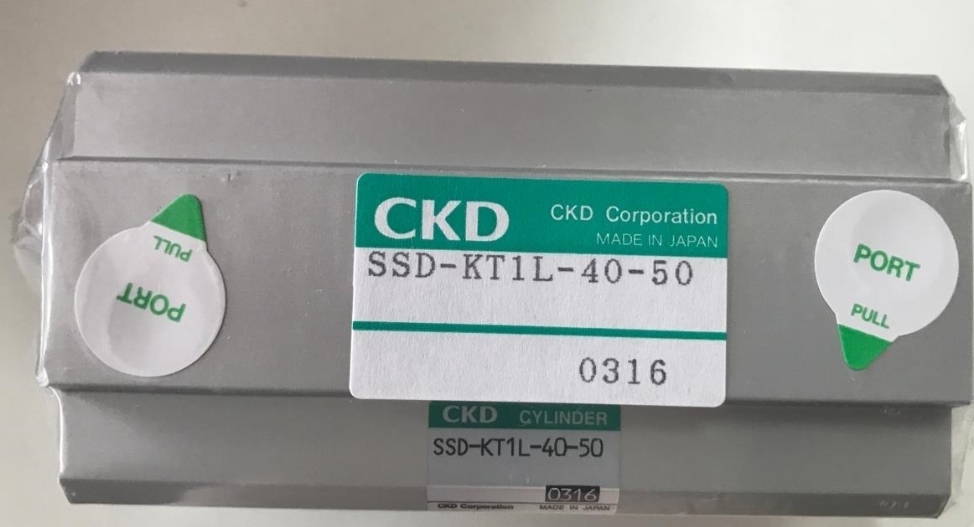 CKD CKD Corporation
MADE IN JAPAN
SSD-KT1L-40-50
0316
PULL
PORT
PORT
PULL
CKD CYLINDER
SSD-KT1L-40-50
0316
CKD Corporation MADE IN JAPAN